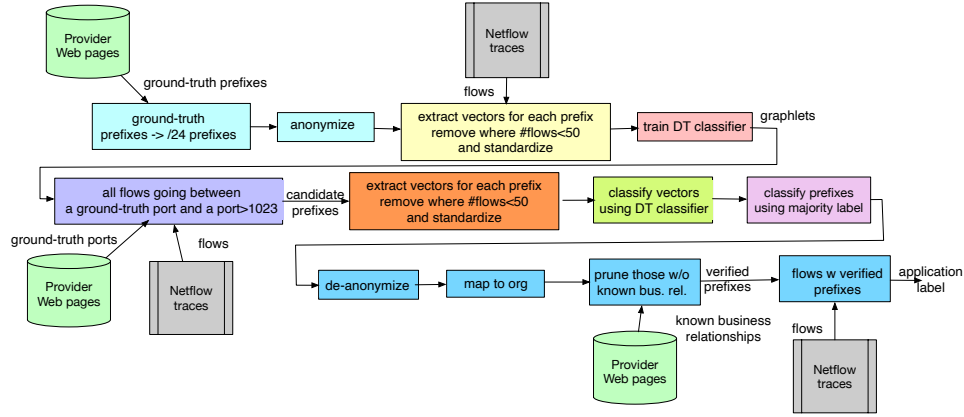 Provider
Web pages
Netflow
traces
ground-truth prefixes
flows
ground-truth
prefixes -> /24 prefixes
anonymize
extract vectors for each prefix
remove where #flows<50
and standardize
train DT classifier
graphlets
all flows going between
a ground-truth port and a port>1023
candidate
prefixes
extract vectors for each prefix
remove where #flows<50
and standardize
classify vectors
using DT classifier
classify prefixes
using majority label
ground-truth ports
flows
Provider
Web pages
Netflow
traces
de-anonymize
map to org
prune those w/o
known bus. rel.
verified
prefixes
flows w verified
prefixes
application
label
known business
relationships
flows
Provider
Web pages
Netflow
traces